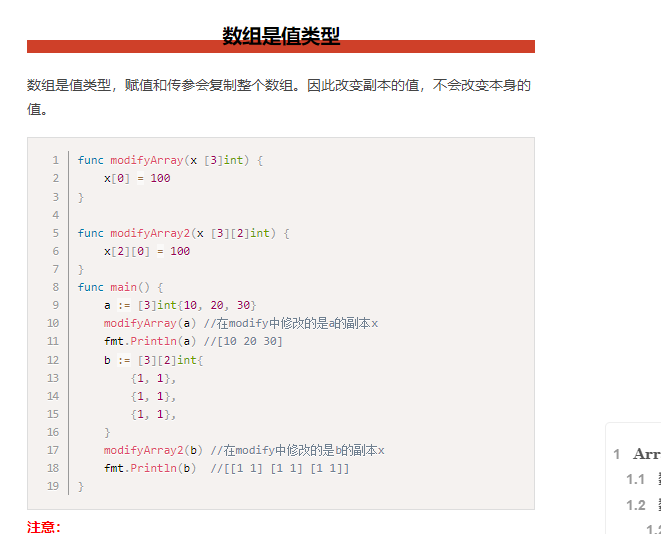 数组是值类型
数组是值类型，赋值和传参会复制整个数组。因此改变副本的值，不会改变本身的
值。
1 func modifyArray(x [3]int) {
2     x[0] = 100
3 }
4
5 func modifyArray2(x [3][2]int) {
6     x[2][0] = 100
7 }
8 func main() {
9     a := [3]int{10, 20, 30}
10     modifyArray(a) //在modify中修改的是a的副本x
11     fmt.Println(a) //[10 20 30]
12     b := [3][2]int{
13         {1, 1},
14         {1, 1},
15         {1, 1},
16     }
17     modifyArray2(b) //在modify中修改的是b的副本x
18     fmt.Println(b)  //[[1 1] [1 1] [1 1]]
19 }
注意：
1 Arr
1.1
1.2